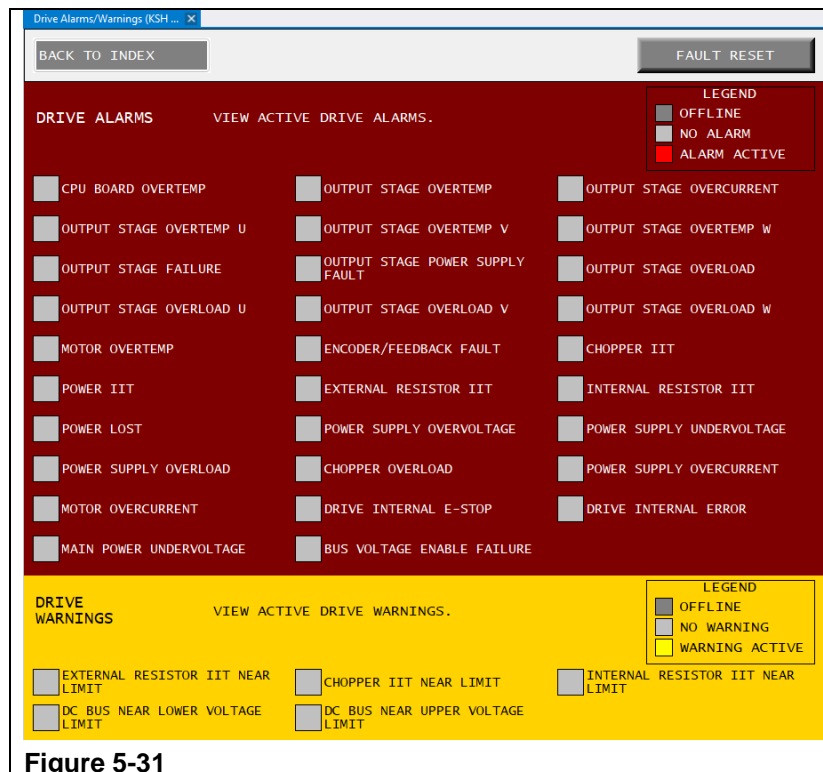 Drive Alarms/Warnings (KSH ... X
BACK TO INDEX
FAULT RESET
DRIVE ALARMS
VIEW ACTIVE DRIVE ALARMS.
LEGEND
OFFLINE
NO ALARM
ALARM ACTIVE
CPU BOARD OVERTEMP
OUTPUT STAGE OVERTEMP
OUTPUT STAGE OVERCURRENT
OUTPUT STAGE OVERTEMP U
OUTPUT STAGE OVERTEMP V
OUTPUT STAGE OVERTEMP W
OUTPUT STAGE FAILURE
OUTPUT STAGE POWER SUPPLY
FAULT
OUTPUT STAGE OVERLOAD
OUTPUT STAGE OVERLOAD U
OUTPUT STAGE OVERLOAD V
OUTPUT STAGE OVERLOAD W
MOTOR OVERTEMP
ENCODER/FEEDBACK FAULT
CHOPPER IIT
POWER IIT
EXTERNAL RESISTOR IIT
INTERNAL RESISTOR IIT
POWER LOST
POWER SUPPLY OVERVOLTAGE
POWER SUPPLY UNDERVOLTAGE
POWER SUPPLY OVERLOAD
CHOPPER OVERLOAD
POWER SUPPLY OVERCURRENT
MOTOR OVERCURRENT
DRIVE INTERNAL E-STOP
DRIVE INTERNAL ERROR
MAIN POWER UNDERVOLTAGE
BUS VOLTAGE ENABLE FAILURE
DRIVE
WARNINGS
VIEW ACTIVE DRIVE WARNINGS.
LEGEND
OFFLINE
NO WARNING
WARNING ACTIVE
EXTERNAL RESISTOR IIT NEAR
LIMIT
CHOPPER IIT NEAR LIMIT
INTERNAL RESISTOR IIT NEAR
LIMIT
DC BUS NEAR LOWER VOLTAGE
LIMIT
DC BUS NEAR UPPER VOLTAGE
LIMIT
Figure 5-31